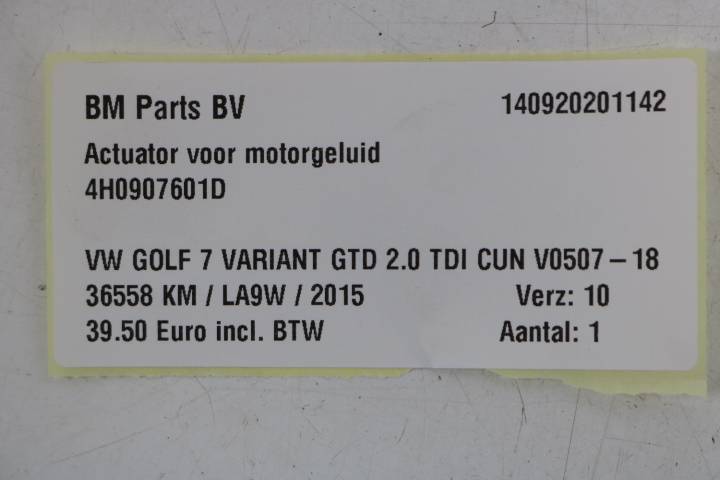 BM Parts BV 140920201142
Actuator voor motorgeluid
4H0907601D
VW GOLF 7 VARIANT GTD 2.0 TDI CUN V0507 – 18
36558 KM / LA9W / 2015 Verz: 10
39.50 Euro incl. BTW Aantal: 1